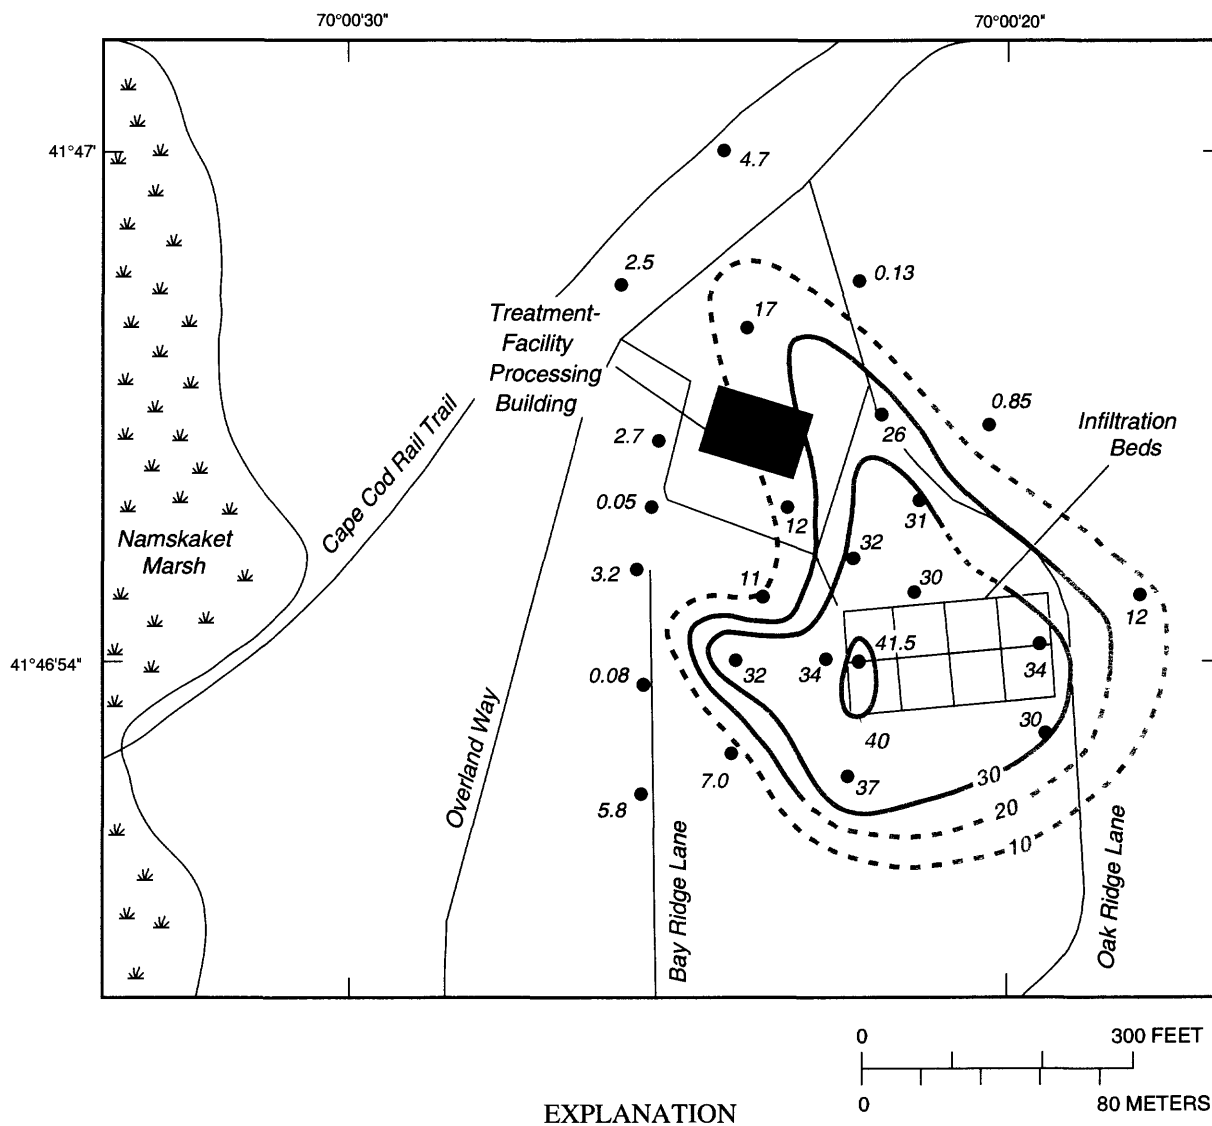 70°00'30"
70°00'20"
41°47'
4.7
2.5
0.13
Treatment-
Facility
Processing
Building
17
0.85
Infiltration
Beds
Cape Cod Rail Trail
2.7
26
0.05
12
31
Namskaket
Marsh
32
3.2
11
30
12
41.5
41°46'54"
0.08
32
34
34
30
40
Overland Way
7.0
37
30
5.8
20
10
Bay Ridge Lane
Oak Ridge Lane
0
300 FEET
0
80 METERS
EXPLANATION